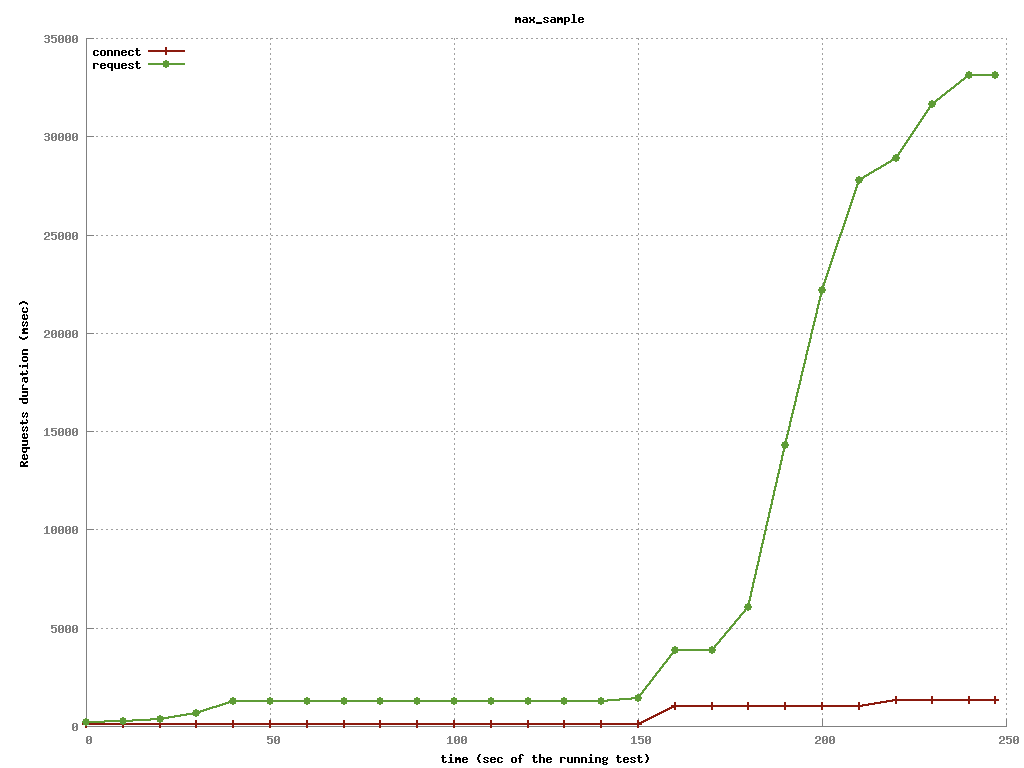 max_sample
connect
request
35000
30000
25000
20000
15000
10000
5000
0
Requests duration (msec)
0 50 100 150 200 250
time (sec of the running test)